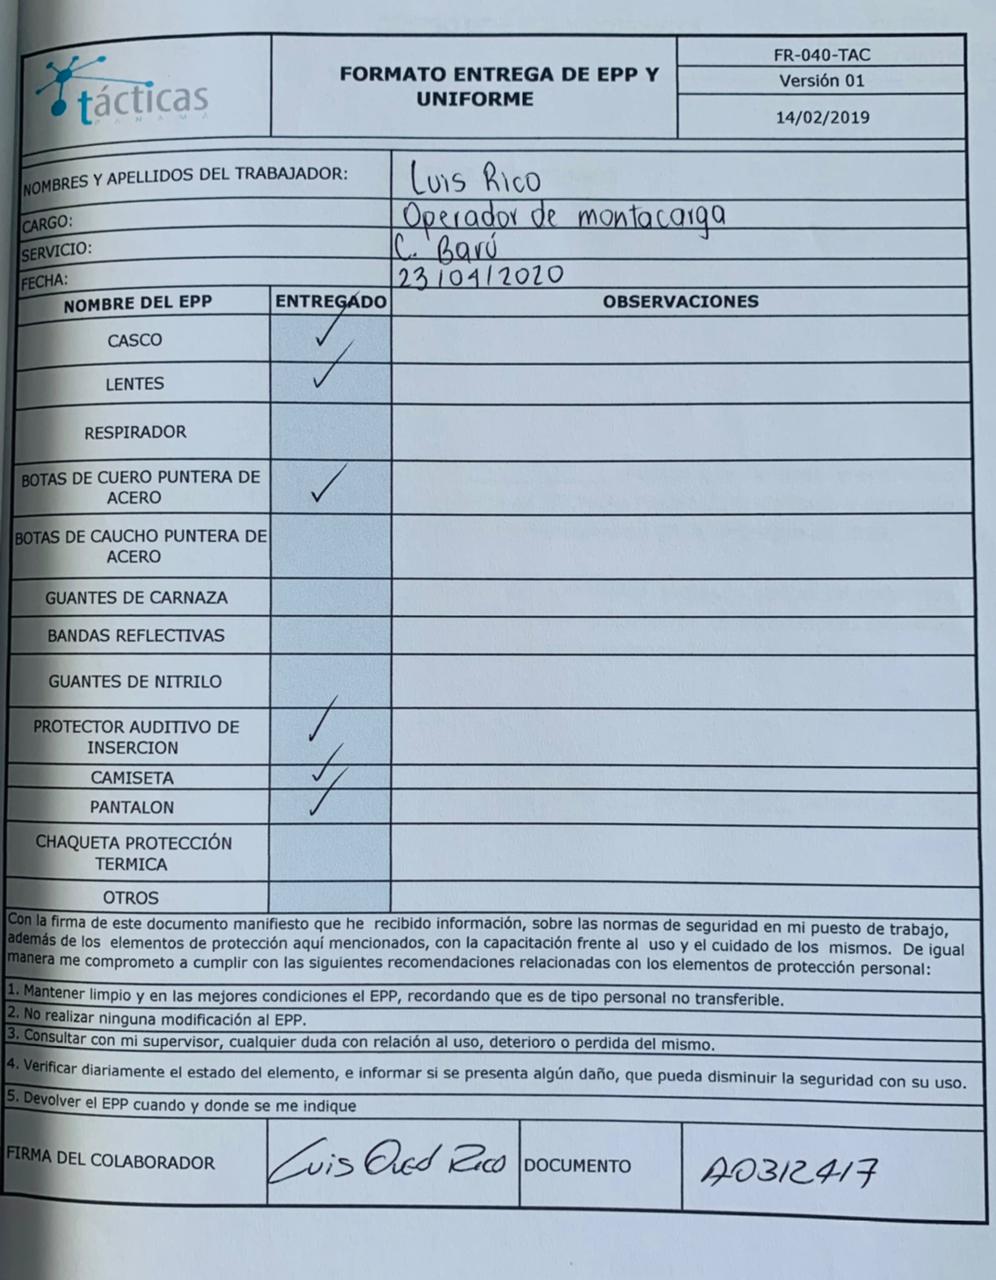 tácticas
PANAMÁ
FORMATO ENTREGA DE EPP Y
UNIFORME
FR-040-TAC
Versión 01
14/02/2019
NOMBRES Y APELLIDOS DEL TRABAJADOR: Luis Rico
CARGO: Operador de montacarga
SERVICIO: C. Barú
FECHA: 23/04/2020
NOMBRE DEL EPP ENTREGADO OBSERVACIONES
CASCO ✓
LENTES ✓
RESPIRADOR
BOTAS DE CUERO PUNTERA DE
ACERO ✓
BOTAS DE CAUCHO PUNTERA DE
ACERO
GUANTES DE CARNAZA
BANDAS REFLECTIVAS
GUANTES DE NITRILO
PROTECTOR AUDITIVO DE
INSERCION ✓
CAMISETA ✓
PANTALON ✓
CHAQUETA PROTECCIÓN
TERMICA
OTROS
Con la firma de este documento manifiesto que he recibido información, sobre las normas de seguridad en mi puesto de trabajo,
además de los elementos de protección aquí mencionados, con la capacitación frente al uso y el cuidado de los mismos. De igual
manera me comprometo a cumplir con las siguientes recomendaciones relacionadas con los elementos de protección personal:
1. Mantener limpio y en las mejores condiciones el EPP, recordando que es de tipo personal no transferible.
2. No realizar ninguna modificación al EPP.
3. Consultar con mi supervisor, cualquier duda con relación al uso, deterioro o perdida del mismo.
4. Verificar diariamente el estado del elemento, e informar si se presenta algún daño, que pueda disminuir la seguridad con su uso.
5. Devolver el EPP cuando y donde se me indique
FIRMA DEL COLABORADOR Luis Rico DOCUMENTO A0312417